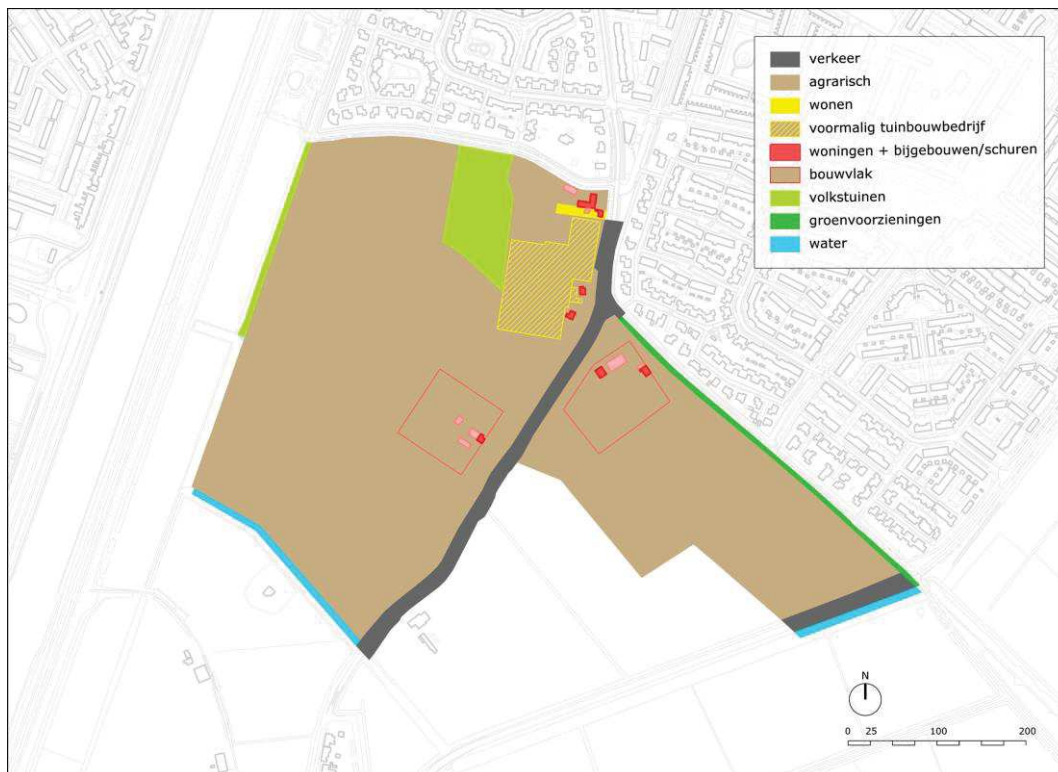 verkeer
agrarisch
wonen
voormalig tuinbouwbedrijf
woningen + bijgebouwen/schuren
bouwvlak
volkstuinen
groenvoorzieningen
water
N
0 25 100 200